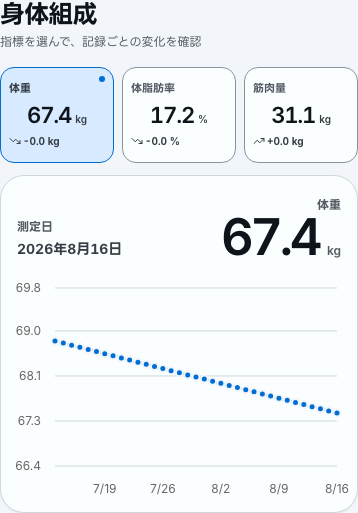 身体組成
指標を選んで、記録ごとの変化を確認
体重
67.4 kg
-0.0 kg
体脂肪率
17.2 %
-0.0 %
筋肉量
31.1 kg
+0.0 kg
体重
測定日
67.4 kg
2026年8月16日
69.8
69.0
68.1
67.3
66.4
7/19 7/26 8/2 8/9 8/16